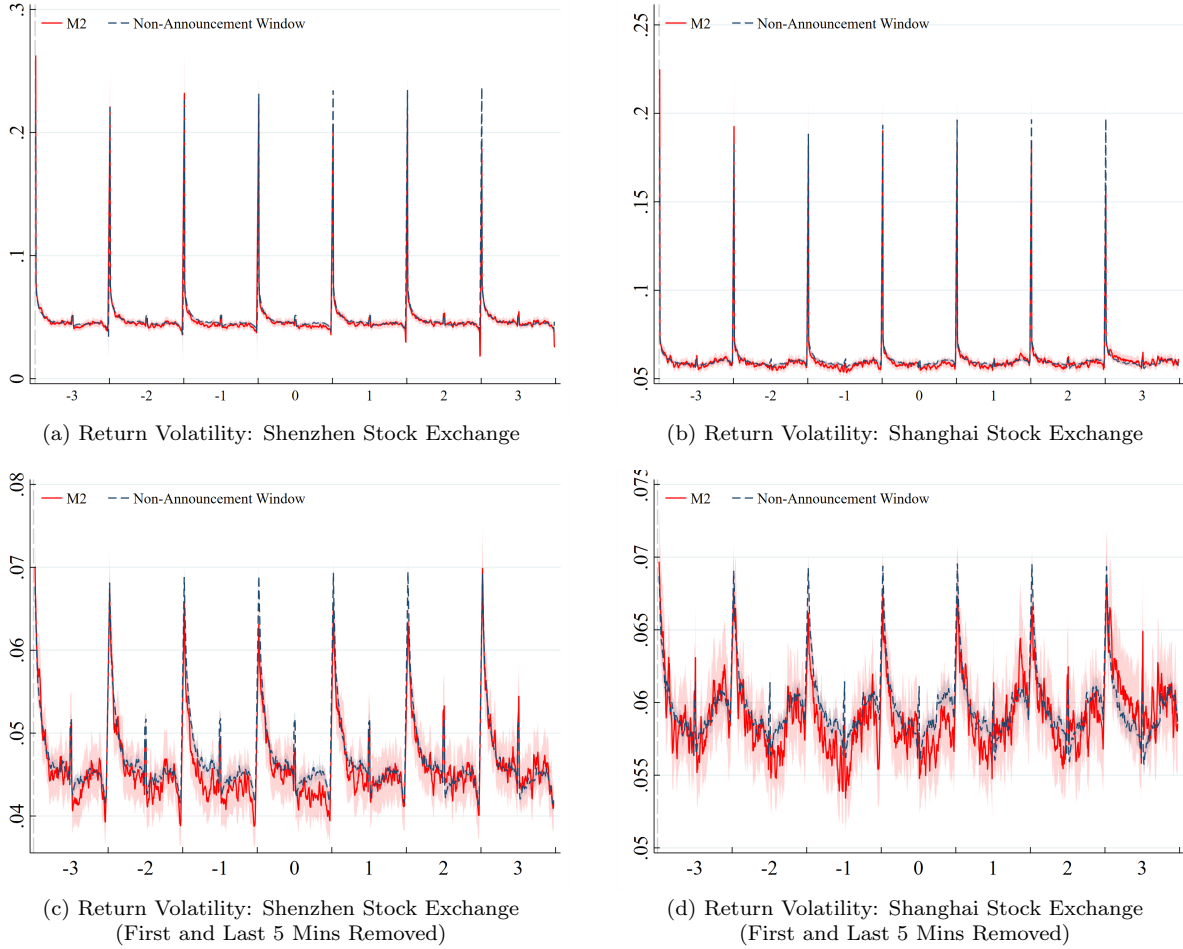 M2 Non-Announcement Window
.3
.2
.1
0
-3 -2 -1 0 1 2 3
(a) Return Volatility: Shenzhen Stock Exchange
M2 Non-Announcement Window
.25
.2
.15
.1
.05
-3 -2 -1 0 1 2 3
(b) Return Volatility: Shanghai Stock Exchange
M2 Non-Announcement Window
.08
.07
.06
.05
.04
-3 -2 -1 0 1 2 3
(c) Return Volatility: Shenzhen Stock Exchange
(First and Last 5 Mins Removed)
M2 Non-Announcement Window
.075
.07
.065
.06
.055
.05
-3 -2 -1 0 1 2 3
(d) Return Volatility: Shanghai Stock Exchange
(First and Last 5 Mins Removed)